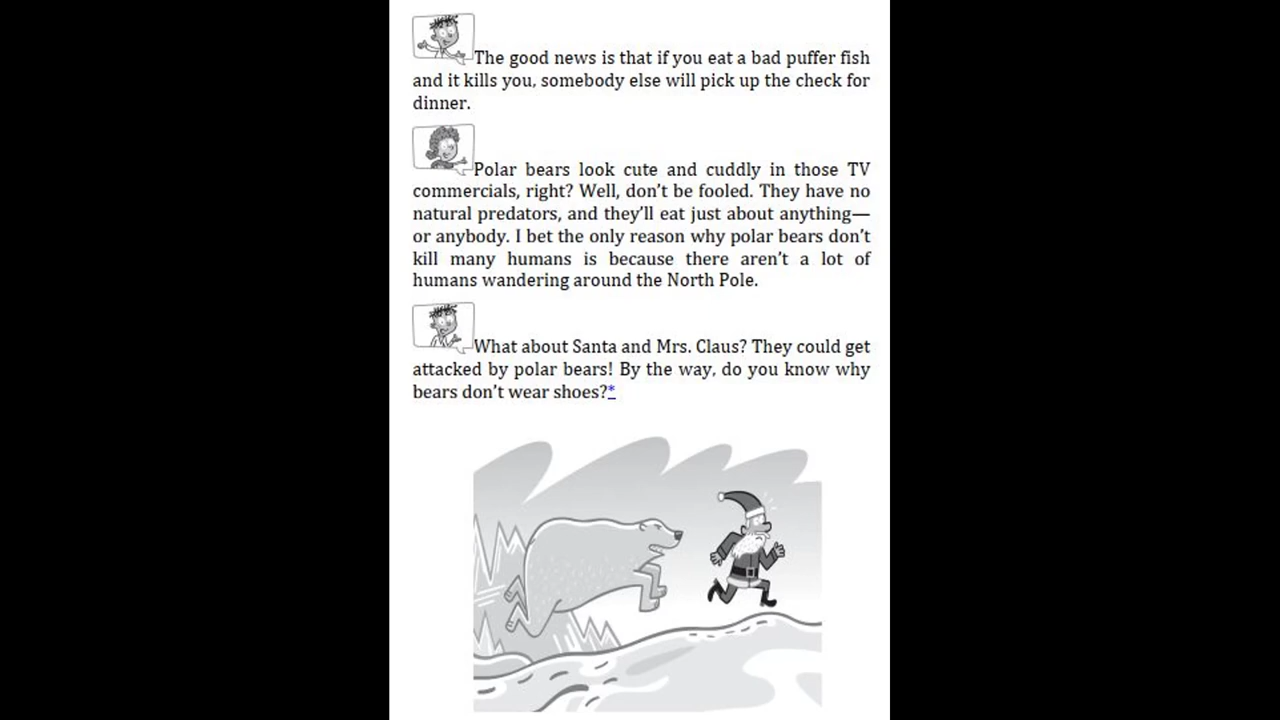 The good news is that if you eat a bad puffer fish
and it kills you, somebody else will pick up the check for
dinner.
Polar bears look cute and cuddly in those TV
commercials, right? Well, don’t be fooled. They have no
natural predators, and they’ll eat just about anything—
or anybody. I bet the only reason why polar bears don’t
kill many humans is because there aren’t a lot of
humans wandering around the North Pole.
What about Santa and Mrs. Claus? They could get
attacked by polar bears! By the way, do you know why
bears don’t wear shoes?*